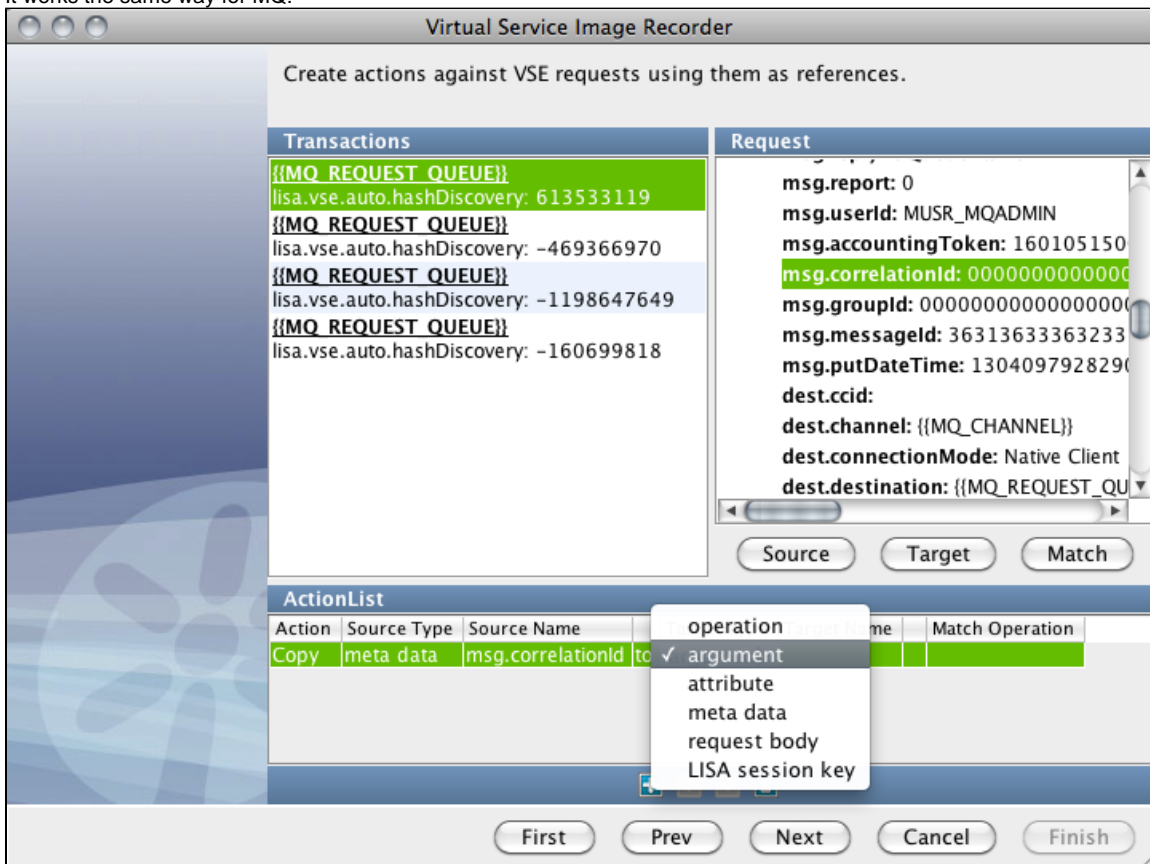 It works the same way for MQ.
Virtual Service Image Recorder
Create actions against VSE requests using them as references.
Transactions
{{MQ_REQUEST_QUEUE}}
lisa.vse.auto.hashDiscovery: 613533119
{{MQ_REQUEST_QUEUE}}
lisa.vse.auto.hashDiscovery: -469366970
{{MQ_REQUEST_QUEUE}}
lisa.vse.auto.hashDiscovery: -1198647649
{{MQ_REQUEST_QUEUE}}
lisa.vse.auto.hashDiscovery: -160699818
Request
msg.report: 0
msg.userId: MUSR_MQADMIN
msg.accountingToken: 160105150
msg.correlationId: 0000000000000
msg.groupId: 0000000000000000
msg.messageId: 36313633363233
msg.putDateTime: 130409792829
dest.ccid:
dest.channel: {{MQ_CHANNEL}}
dest.connectionMode: Native Client
dest.destination: {{MQ_REQUEST_QU
Source Target Match
ActionList
Action Source Type Source Name me Match Operation
Copy meta data msg.correlationId to
operation
✓ argument
attribute
meta data
request body
LISA session key
First Prev Next Cancel Finish